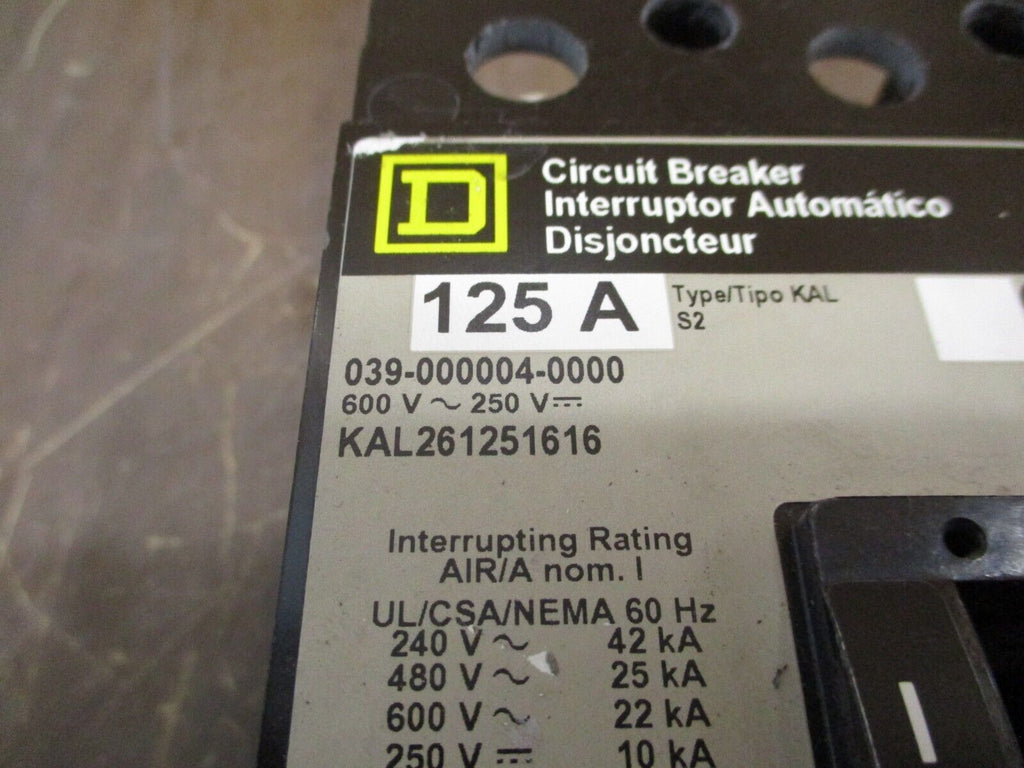 D
Circuit Breaker
Interruptor Automático
Disjoncteur
125 A
Type/Tipo KAL
S2
039-000004-0000
600 V ~ 250 V⎓
KAL261251616
Interrupting Rating
AIR/A nom. I
UL/CSA/NEMA 60 Hz
240 V ~ 42 kA
480 V ~ 25 kA
600 V ~ 22 kA
250 V ⎓ 10 kA
I